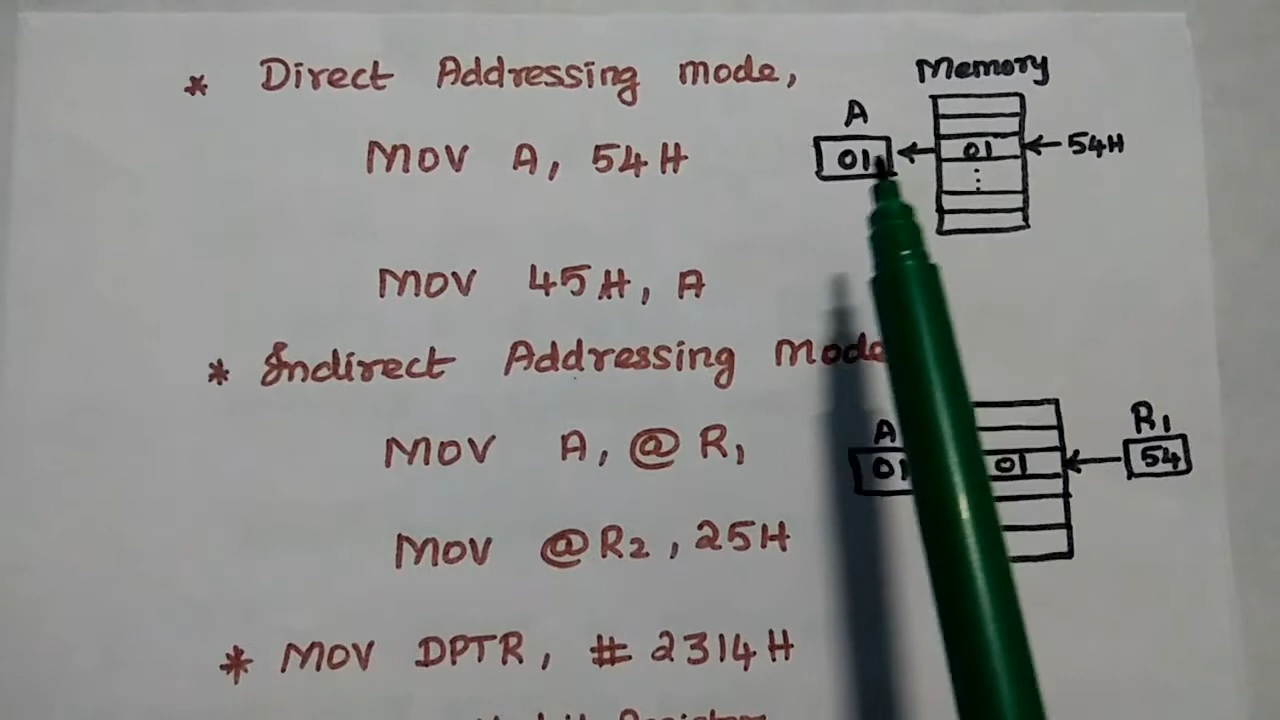 * Direct Addressing mode,
Memory
A
MOV A, 54H
01
01
54H
MOV 45H, A
* Indirect Addressing Mode
R1
A
MOV A, @R1
01
01
54
MOV @R2, 25H
* MOV DPTR, #2314H